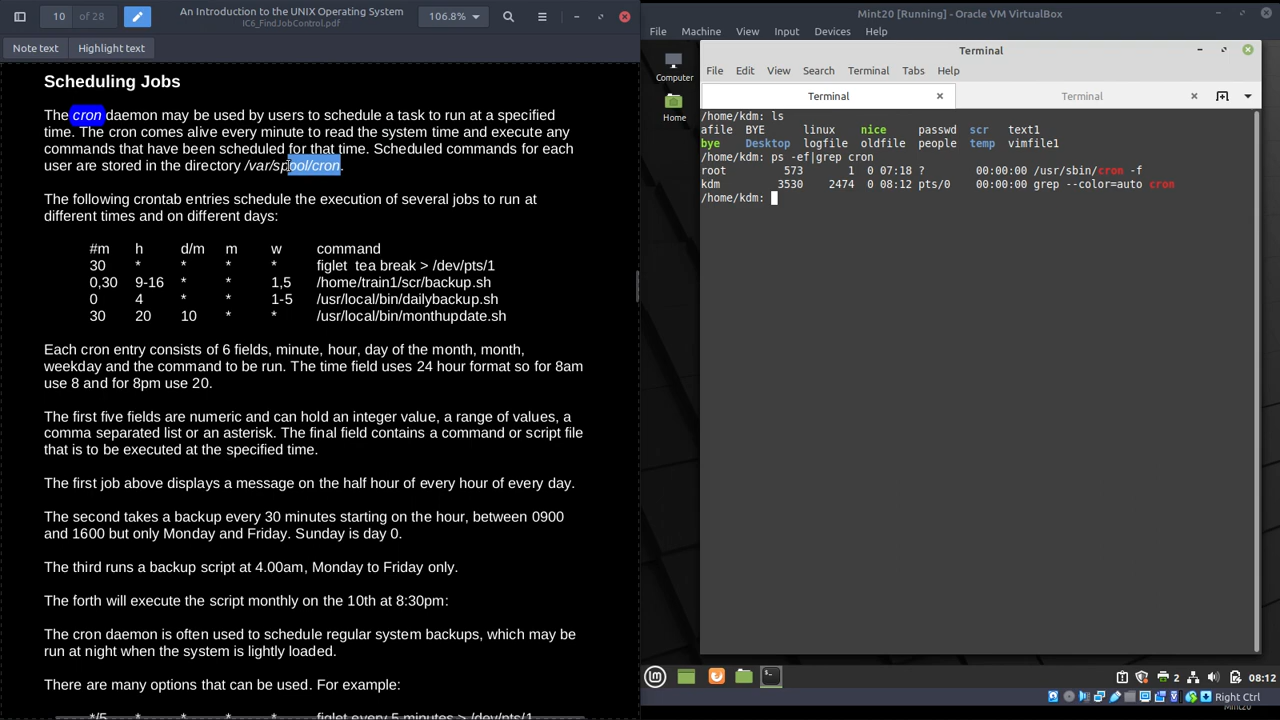 10 of 28
An Introduction to the UNIX Operating System
IC6_FindJobControl.pdf
106.8%
Note text Highlight text
Scheduling Jobs
The cron daemon may be used by users to schedule a task to run at a specified
time. The cron comes alive every minute to read the system time and execute any
commands that have been scheduled for that time. Scheduled commands for each
user are stored in the directory /var/spool/cron.
The following crontab entries schedule the execution of several jobs to run at
different times and on different days:
#m h d/m m w command
30 * * * * figlet tea break > /dev/pts/1
0,30 9-16 * * 1,5 /home/train1/scr/backup.sh
0 4 * * 1-5 /usr/local/bin/dailybackup.sh
30 20 10 * * /usr/local/bin/monthupdate.sh
Each cron entry consists of 6 fields, minute, hour, day of the month, month,
weekday and the command to be run. The time field uses 24 hour format so for 8am
use 8 and for 8pm use 20.
The first five fields are numeric and can hold an integer value, a range of values, a
comma separated list or an asterisk. The final field contains a command or script file
that is to be executed at the specified time.
The first job above displays a message on the half hour of every hour of every day.
The second takes a backup every 30 minutes starting on the hour, between 0900
and 1600 but only Monday and Friday. Sunday is day 0.
The third runs a backup script at 4.00am, Monday to Friday only.
The forth will execute the script monthly on the 10th at 8:30pm:
The cron daemon is often used to schedule regular system backups, which may be
run at night when the system is lightly loaded.
There are many options that can be used. For example:
*/5 * * * * figlet every 5 minutes > /dev/pts/1
Mint20 [Running] - Oracle VM VirtualBox
File Machine View Input Devices Help
Computer
Home
Terminal
File Edit View Search Terminal Tabs Help
Terminal Terminal
/home/kdm: ls
afile BYE linux nice passwd scr text1
bye Desktop logfile oldfile people temp vimfile1
/home/kdm: ps -ef|grep cron
root 573 1 0 07:18 ? 00:00:00 /usr/sbin/cron -f
kdm 3530 2474 0 08:12 pts/0 00:00:00 grep --color=auto cron
/home/kdm:
2 08:12
Right Ctrl
Mint20